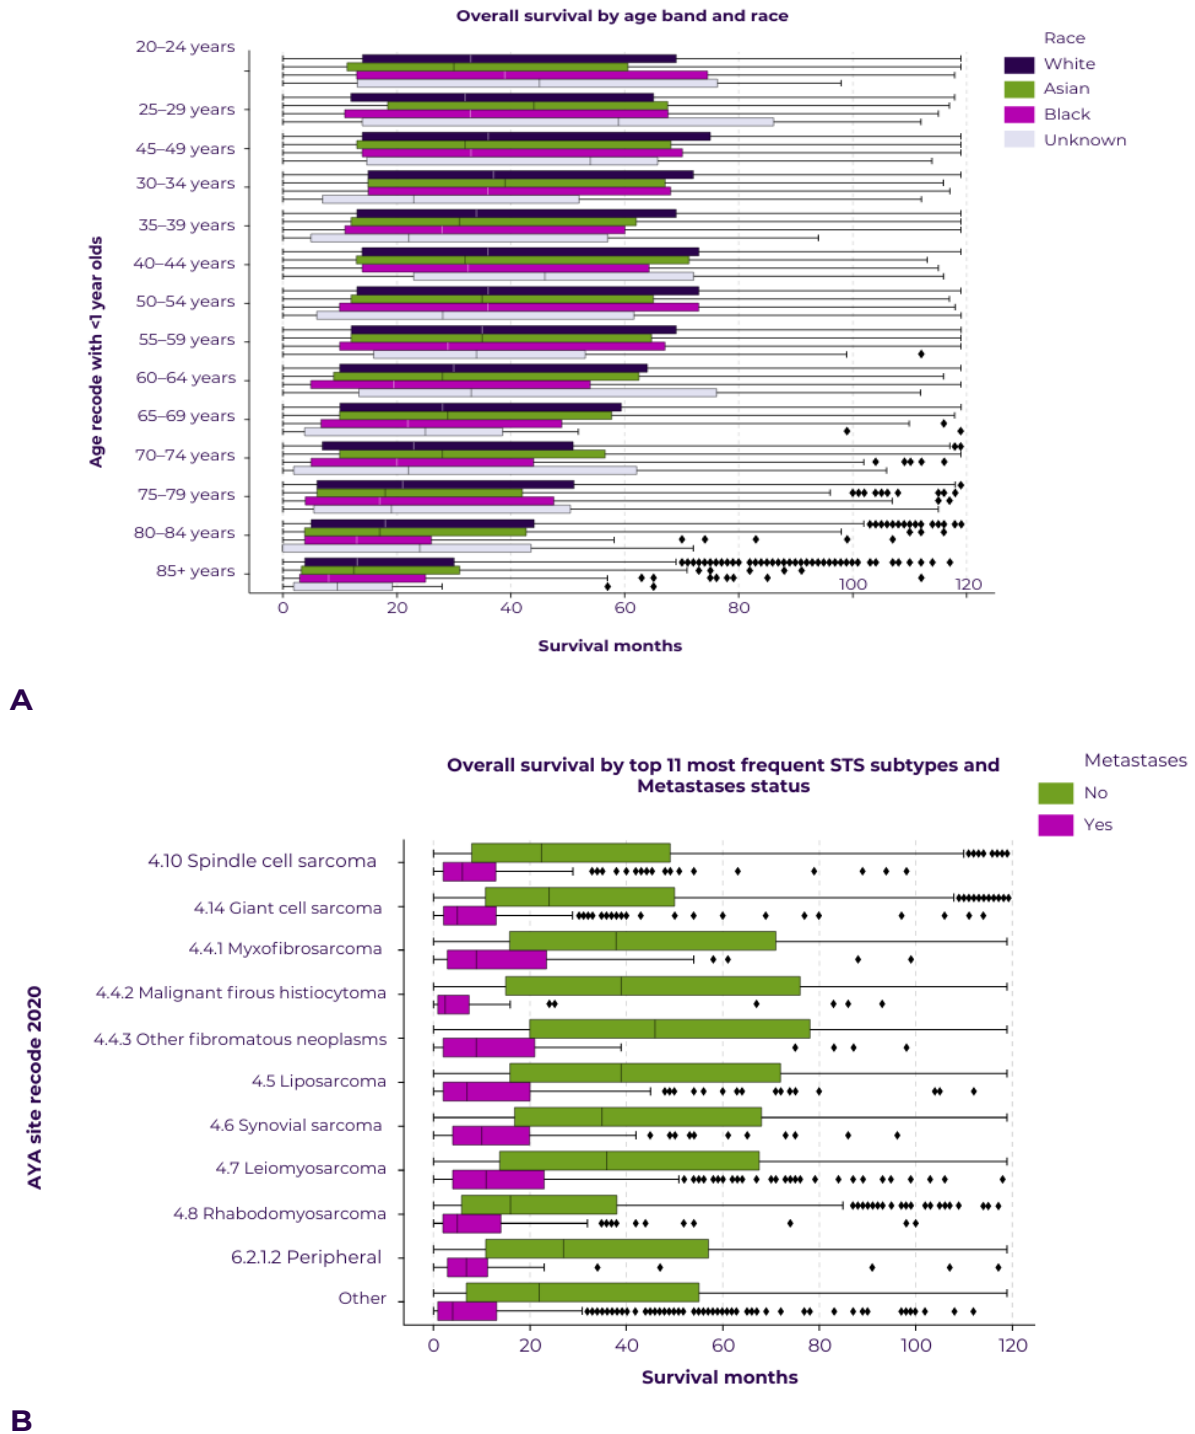 Overall survival by age band and race
Race
White
Asian
Black
Unknown
Age recode with <1 year olds
20–24 years
25–29 years
45–49 years
30–34 years
35–39 years
40–44 years
50–54 years
55–59 years
60–64 years
65–69 years
70–74 years
75–79 years
80–84 years
85+ years
0 20 40 60 80 100 120
Survival months
A
Overall survival by top 11 most frequent STS subtypes and
Metastases status
Metastases
No
Yes
AYA site recode 2020
4.10 Spindle cell sarcoma
4.14 Giant cell sarcoma
4.4.1 Myxofibrosarcoma
4.4.2 Malignant firous histiocytoma
4.4.3 Other fibromatous neoplasms
4.5 Liposarcoma
4.6 Synovial sarcoma
4.7 Leiomyosarcoma
4.8 Rhabodomyosarcoma
6.2.1.2 Peripheral
Other
0 20 40 60 80 100 120
Survival months
B